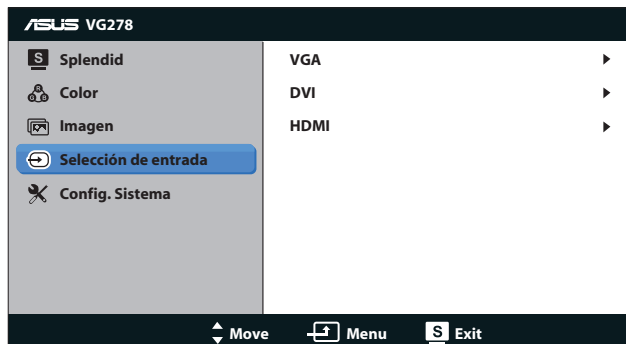 ASUS VG278
S Splendid
Color
Imagen
Selección de entrada
Config. Sistema
VGA
DVI
HDMI
Move Menu S Exit